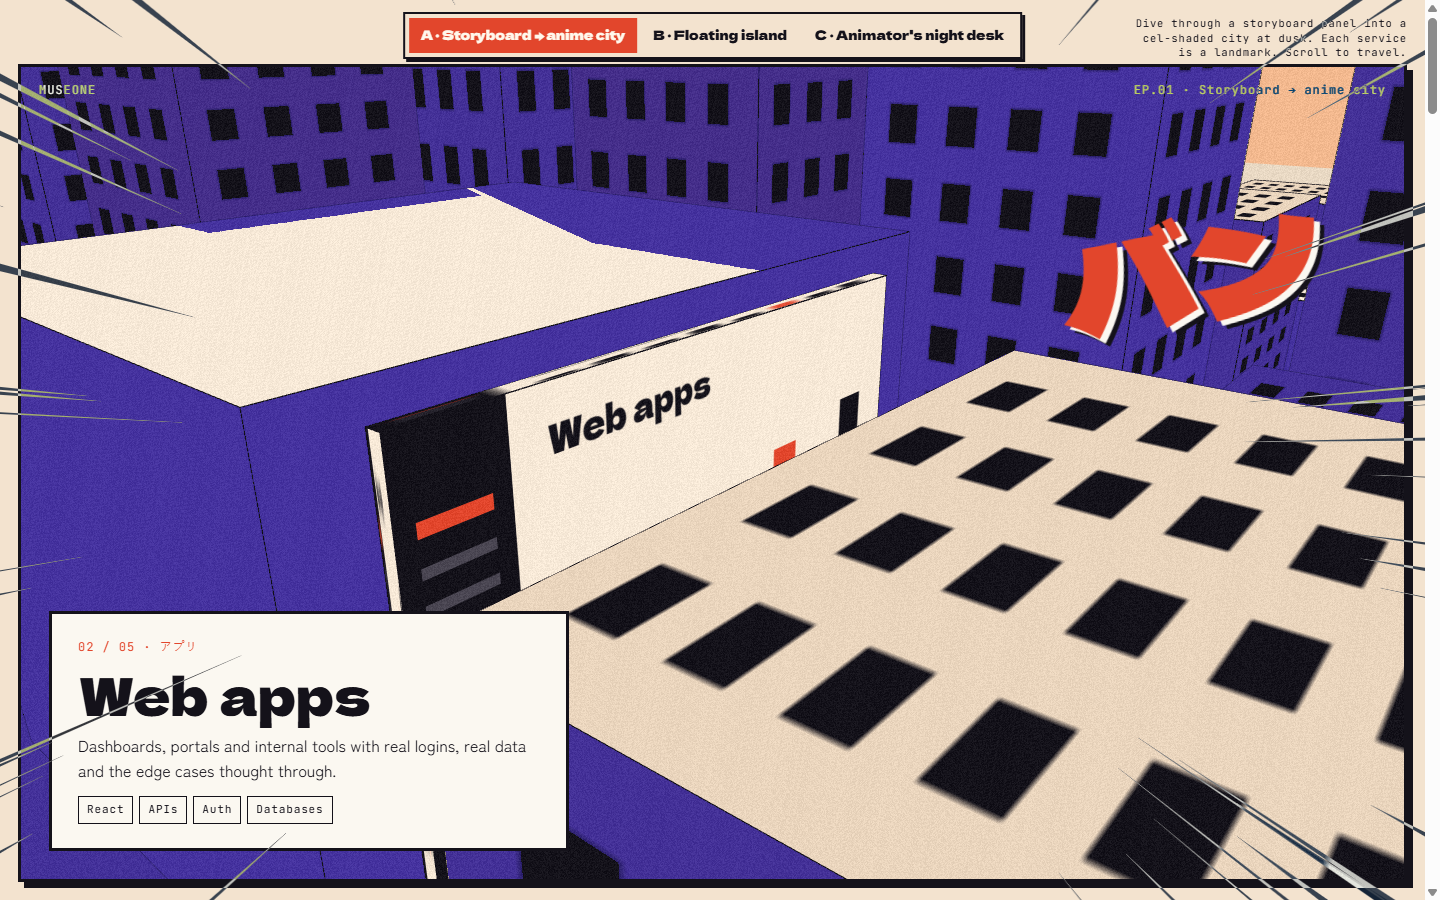 A · Storyboard → anime city
B · Floating island
C · Animator's night desk
Dive through a storyboard panel into a
cel-shaded city at dusk. Each service
is a landmark. Scroll to travel.
MUSEONE
EP.01 · Storyboard → anime city
バン
Web apps
02 / 05 · アプリ
Web apps
Dashboards, portals and internal tools with real logins, real data
and the edge cases thought through.
React
APIs
Auth
Databases